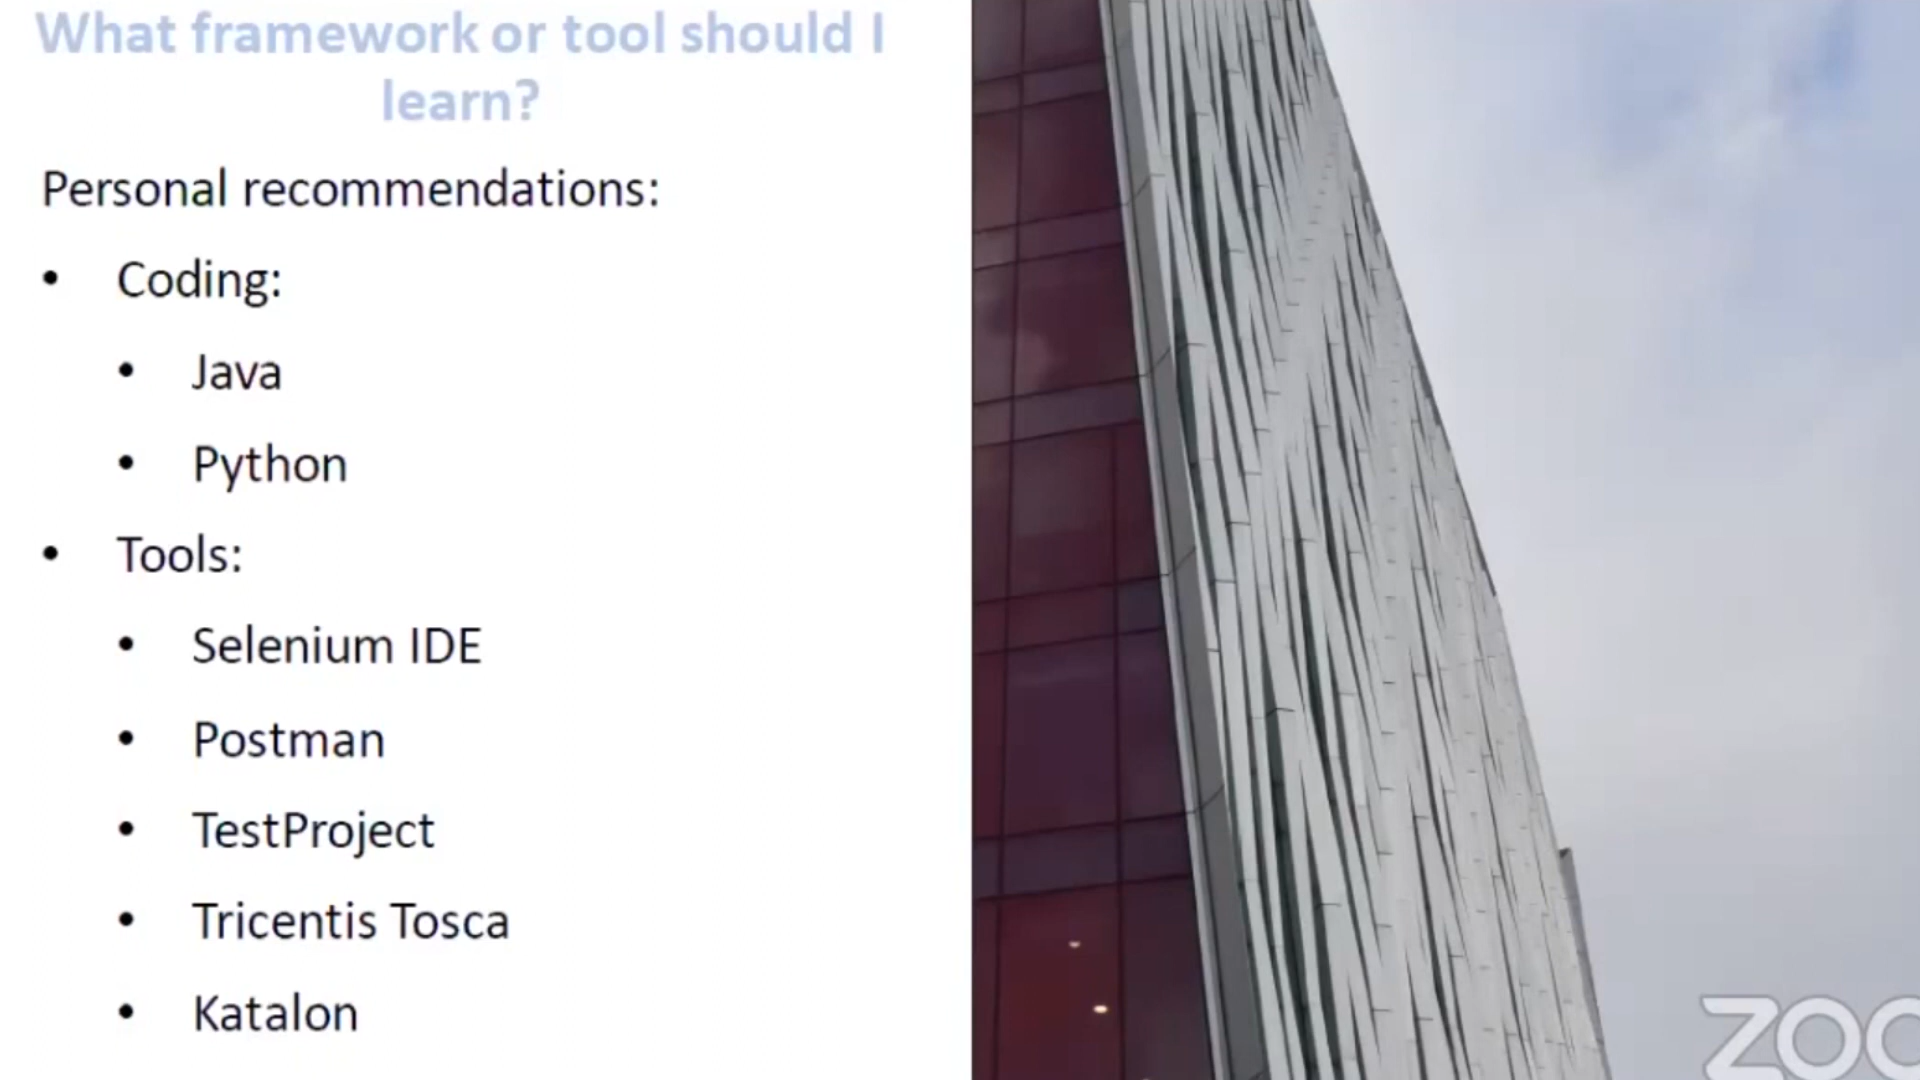 What framework or tool should I
learn?
Personal recommendations:
• Coding:
• Java
• Python
• Tools:
• Selenium IDE
• Postman
• TestProject
• Tricentis Tosca
• Katalon